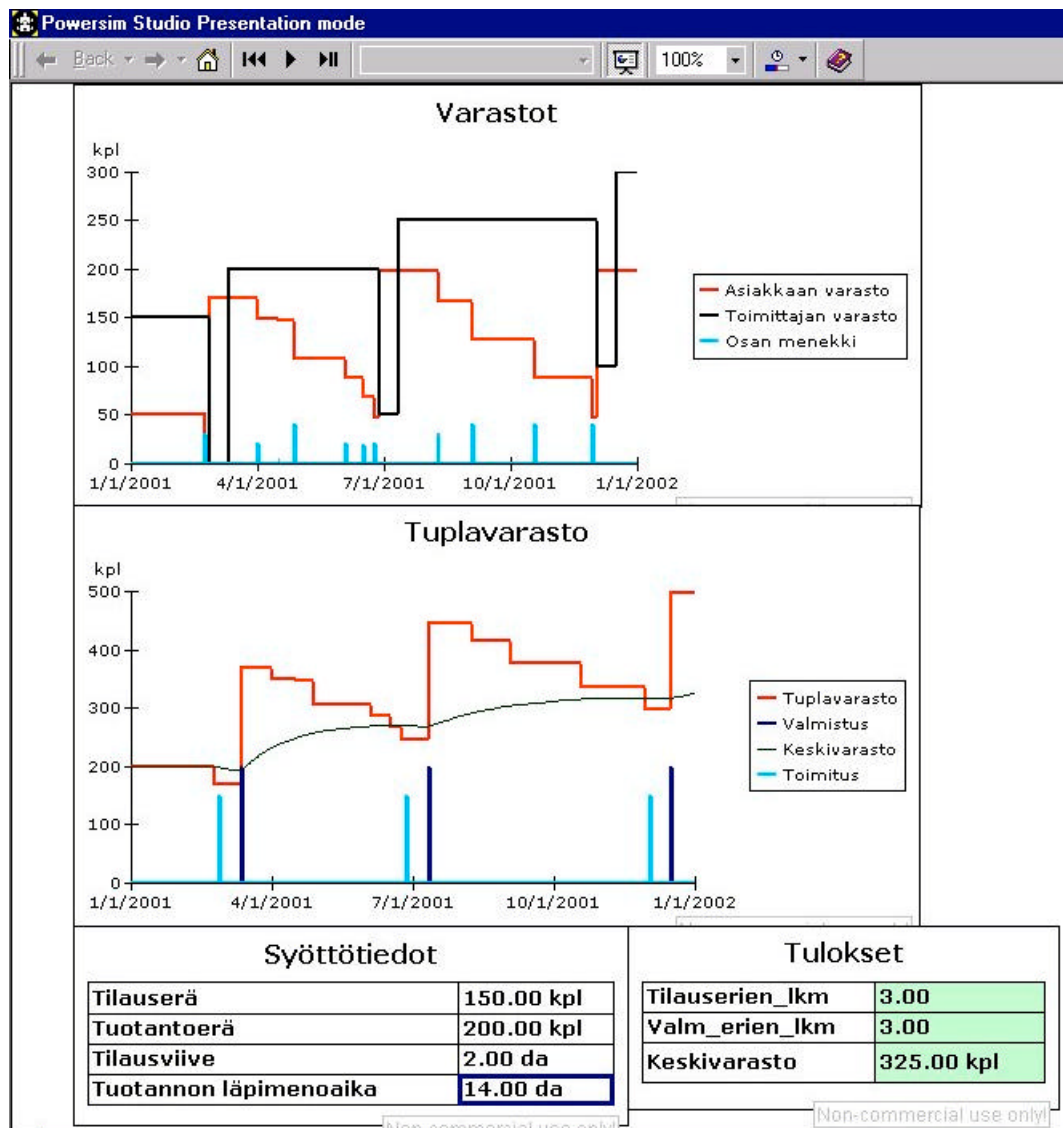 Powersim Studio Presentation mode
Back 100%
Varastot
kpl
300
250
200
150
100
50
0
1/1/2001 4/1/2001 7/1/2001 10/1/2001 1/1/2002
Asiakkaan varasto
Toimittajan varasto
Osan menekki
Tuplavarasto
kpl
500
400
300
200
100
0
1/1/2001 4/1/2001 7/1/2001 10/1/2001 1/1/2002
Tuplavarasto
Valmistus
Keskivarasto
Toimitus
Syöttötiedot
Tilauserä 150.00 kpl
Tuotantoerä 200.00 kpl
Tilausviive 2.00 da
Tuotannon läpimenoaika 14.00 da
Tulokset
Tilauserien_lkm 3.00
Valm_erien_lkm 3.00
Keskivarasto 325.00 kpl
Non-commercial use only!